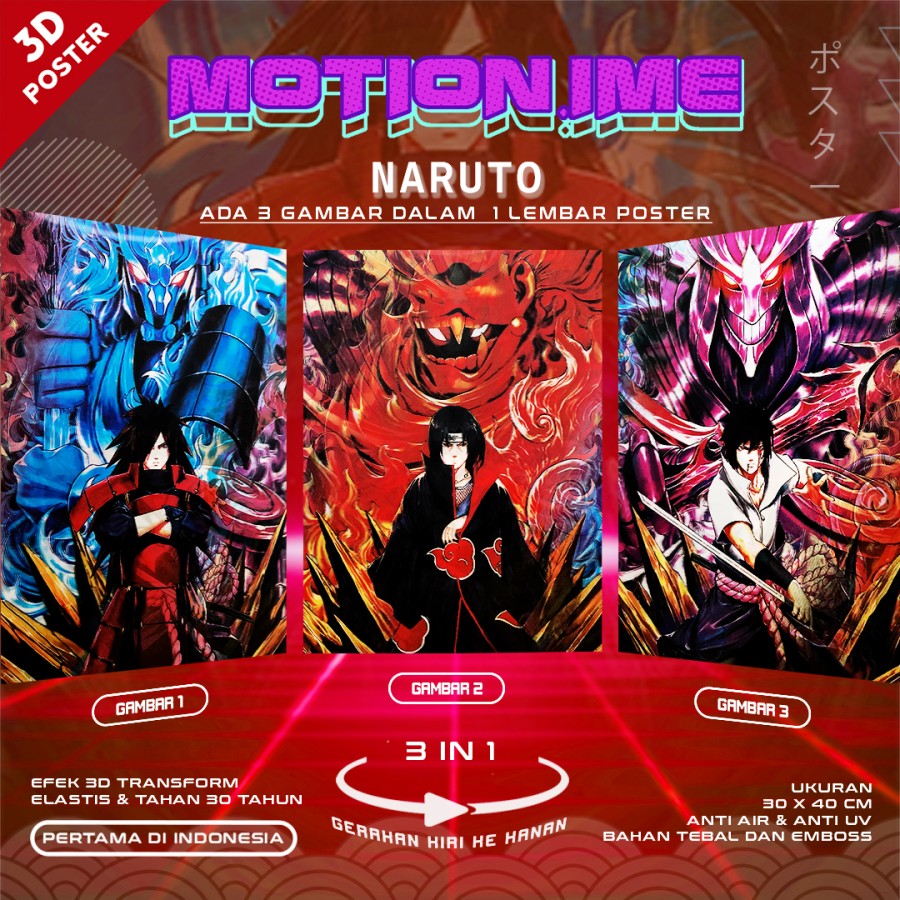 3D
POSTER
MOTION.IME
ポスター
NARUTO
ADA 3 GAMBAR DALAM 1 LEMBAR POSTER
GAMBAR 1
GAMBAR 2
GAMBAR 3
3 IN 1
GERAKAN KIRI KE KANAN
EFEK 3D TRANSFORM
ELASTIS & TAHAN 30 TAHUN
PERTAMA DI INDONESIA
UKURAN
30 X 40 CM
ANTI AIR & ANTI UV
BAHAN TEBAL DAN EMBOSS